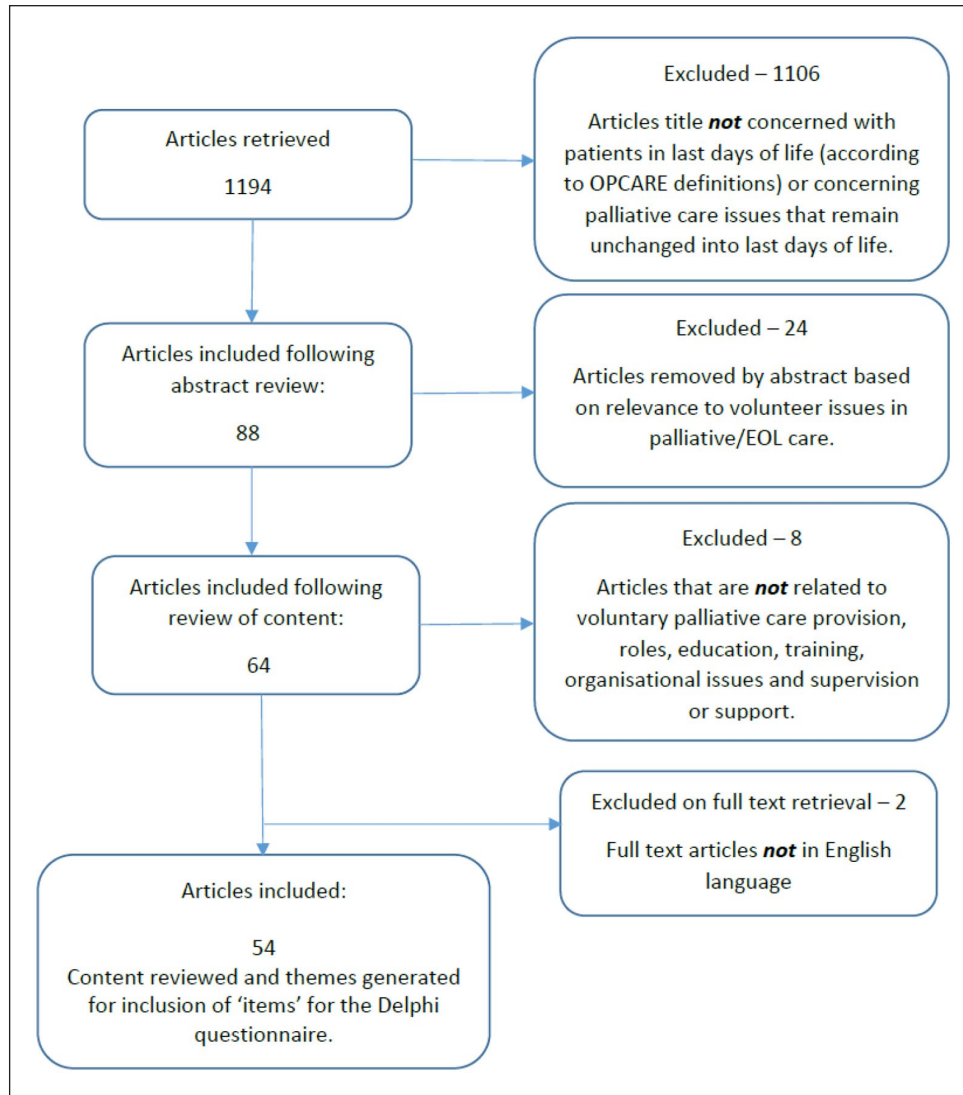 Articles retrieved
1194
Excluded – 1106
Articles title not concerned with
patients in last days of life (according
to OPCARE definitions) or concerning
palliative care issues that remain
unchanged into last days of life.
Articles included following
abstract review:
88
Excluded – 24
Articles removed by abstract based
on relevance to volunteer issues in
palliative/EOL care.
Articles included following
review of content:
64
Excluded – 8
Articles that are not related to
voluntary palliative care provision,
roles, education, training,
organisational issues and supervision
or support.
Excluded on full text retrieval – 2
Full text articles not in English
language
Articles included:
54
Content reviewed and themes generated
for inclusion of ‘items’ for the Delphi
questionnaire.